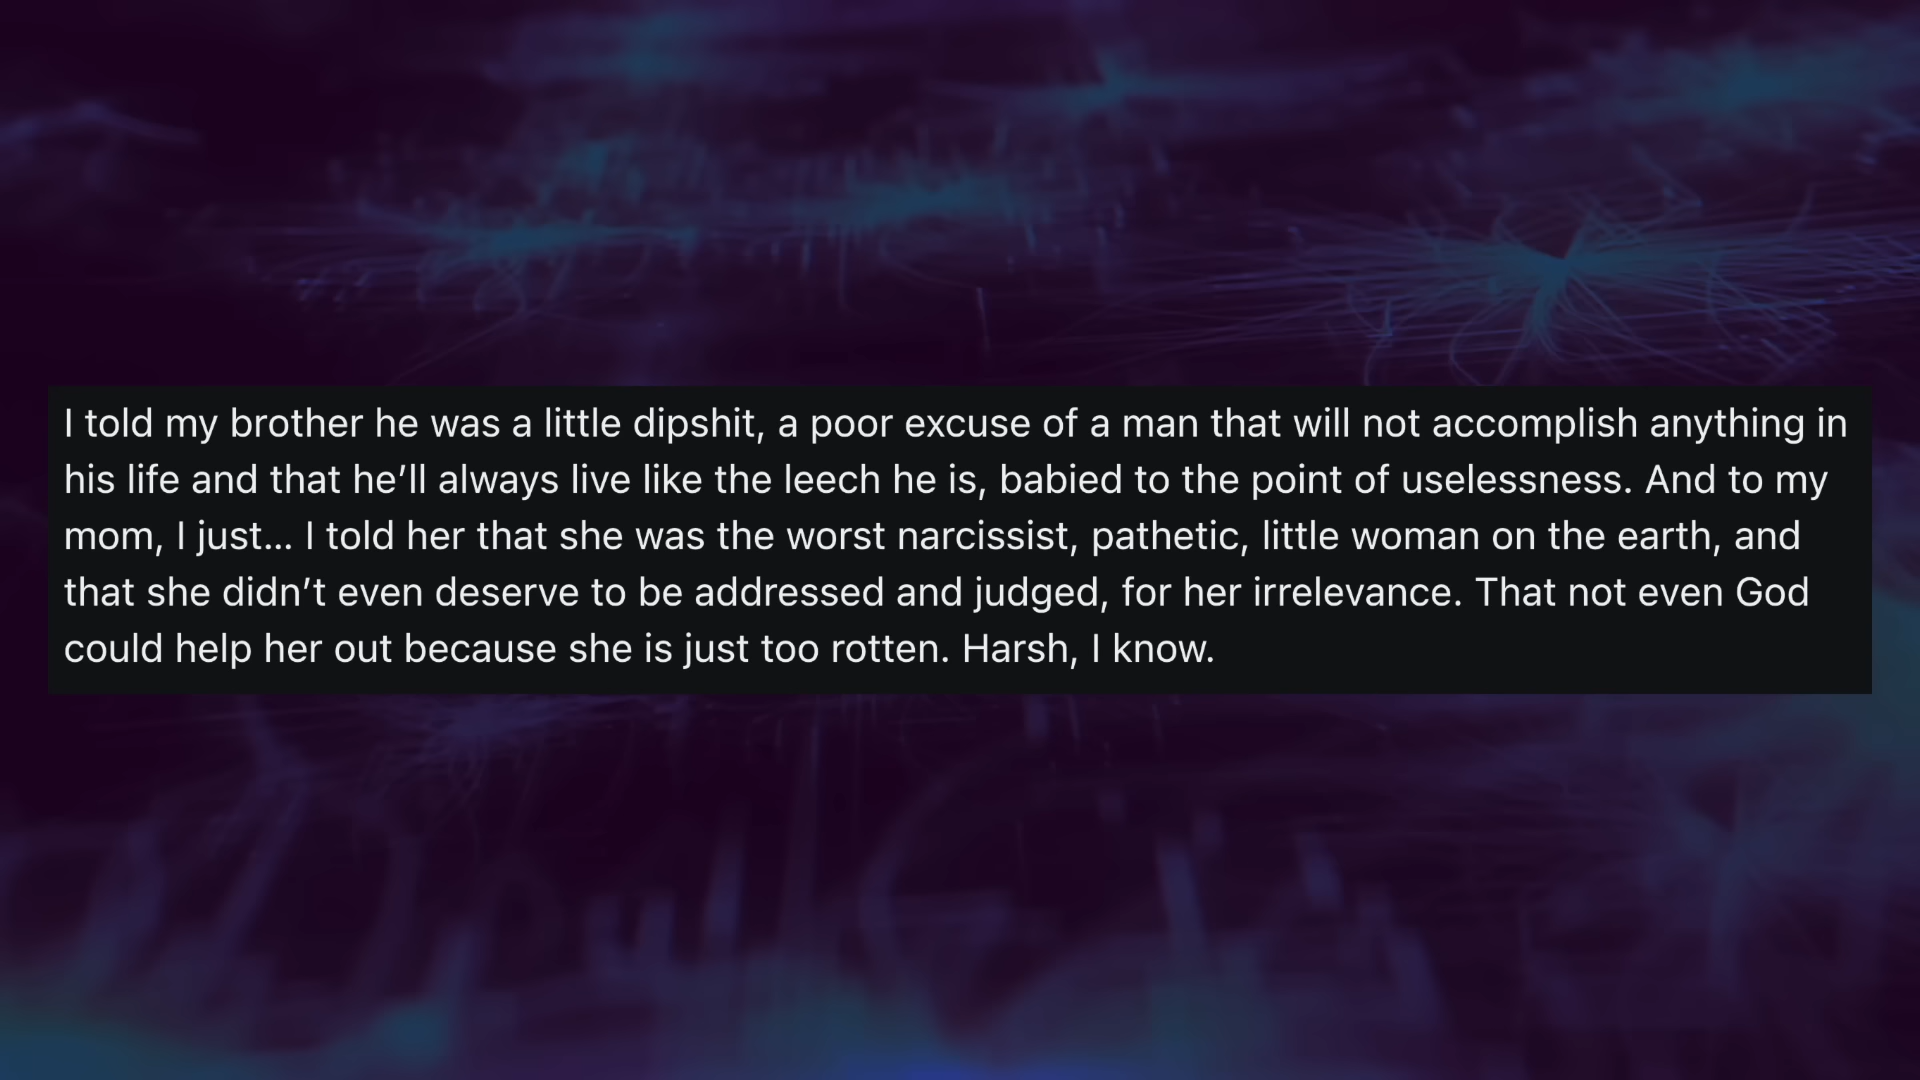 I told my brother he was a little dipshit, a poor excuse of a man that will not accomplish anything in
his life and that he’ll always live like the leech he is, babied to the point of uselessness. And to my
mom, I just... I told her that she was the worst narcissist, pathetic, little woman on the earth, and
that she didn’t even deserve to be addressed and judged, for her irrelevance. That not even God
could help her out because she is just too rotten. Harsh, I know.